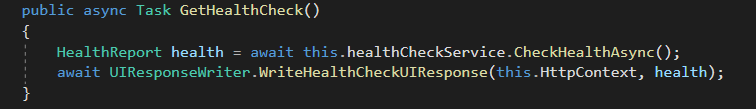 public async Task GetHealthCheck()
{
HealthReport health = await this.healthCheckService.CheckHealthAsync();
await UIResponseWriter.WriteHealthCheckUIResponse(this.HttpContext, health);
}